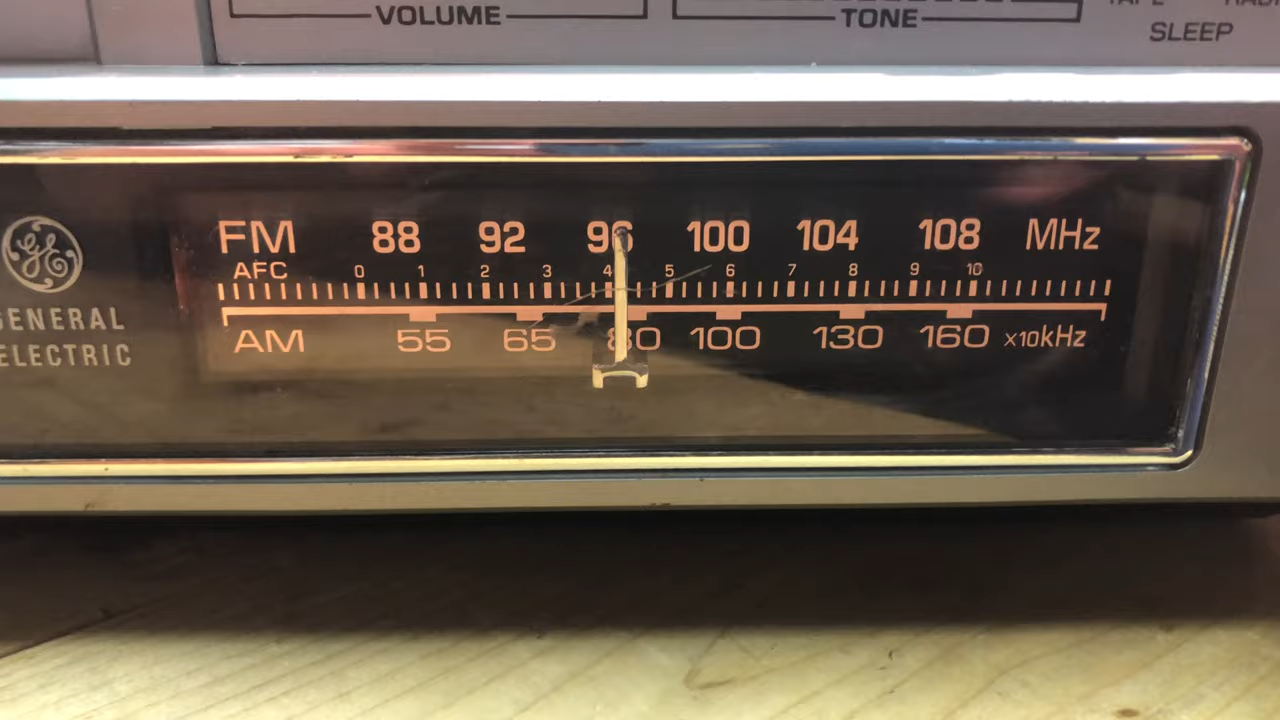 VOLUME TONE
SLEEP
FM 88 92 96 100 104 108 MHz
AFC 0 1 2 3 4 5 6 7 8 9 10
AM 55 65 80 100 130 160 x10kHz
GE
GENERAL
ELECTRIC